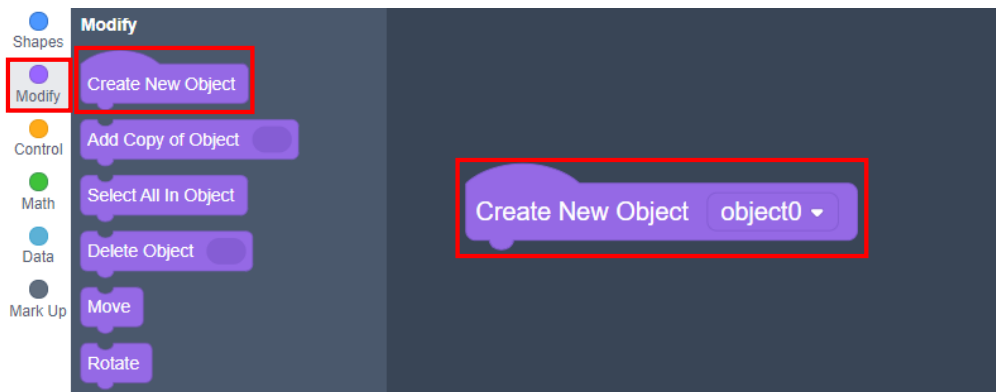 Shapes
Modify
Control
Math
Data
Mark Up
Modify
Create New Object
Add Copy of Object
Select All In Object
Delete Object
Move
Rotate
Create New Object object0